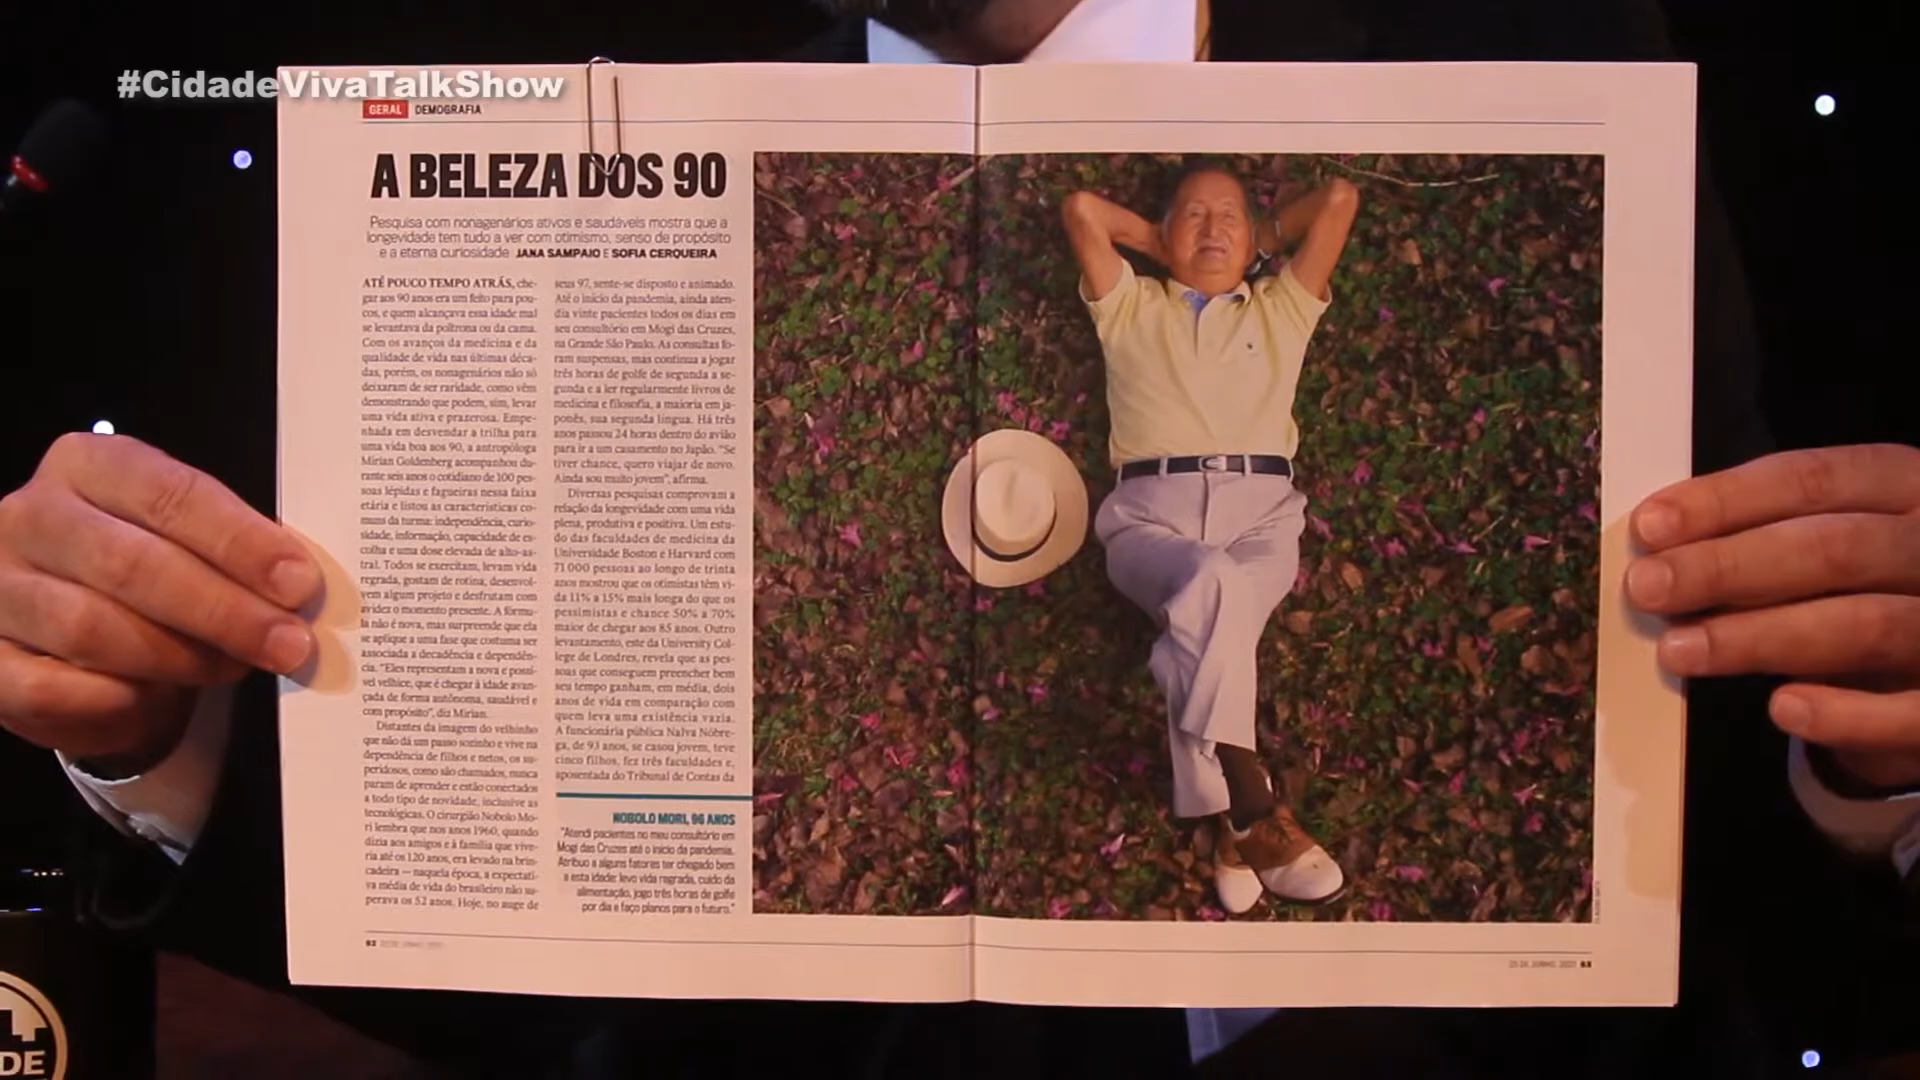 #CidadeVivaTalkShow
GERAL DEMOGRAFIA
A BELEZA DOS 90
Pesquisa com nonagenários ativos e saudáveis mostra que a
longevidade tem tudo a ver com otimismo, senso de propósito
e a eterna curiosidade JANA SAMPAIO E SOFIA CERQUEIRA
ATÉ POUCO TEMPO ATRÁS, che-
gar aos 90 anos era um feito para pou-
cos, e quem alcançava essa idade mal
se levantava da poltrona ou da cama.
Com os avanços da medicina e da
qualidade de vida nas últimas déca-
das, porém, os nonagenários não só
deixaram de ser raridade, como vêm
demonstrando que podem, sim, levar
uma vida ativa e prazerosa. Empe-
nhada em desvendar a trilha para
uma vida boa aos 90, a antropóloga
Mirian Goldenberg acompanhou du-
rante seis anos o cotidiano de 100 pes-
soas lépidas e fagueiras nessa faixa
etária e listou as características co-
muns da turma: independência, curio-
sidade, informação, capacidade de es-
colha e uma dose elevada de alto-as-
tral. Todos se exercitam, levam vida
regrada, gostam de rotina, desenvol-
vem algum projeto e desfrutam com
avidez o momento presente. A fórmu-
la não é nova, mas surpreende que ela
se aplique a uma fase que costuma ser
associada a decadência e dependên-
cia. "Eles representam a nova e possí-
vel velhice, que é chegar à idade avan-
çada de forma autônoma, saudável e
com propósito", diz Mirian.
Distantes da imagem do velhinho
que não dá um passo sozinho e vive na
dependência de filhos e netos, os su-
peridosos, como são chamados, nunca
param de aprender e estão conectados
a todo tipo de novidade, inclusive as
tecnológicas. O cirurgião Nobolo Mo-
ri lembra que nos anos 1960, quando
dizia aos amigos e à família que vive-
ria até os 120 anos, era levado na brin-
cadeira — naquela época, a expectati-
va média de vida do brasileiro não su-
perava os 52 anos. Hoje, no auge de
seus 97, sente-se disposto e animado.
Até o início da pandemia, ainda aten-
dia vinte pacientes todos os dias em
seu consultório em Mogi das Cruzes,
na Grande São Paulo. As consultas fo-
ram suspensas, mas continua a jogar
três horas de golfe de segunda a se-
gunda e a ler regularmente livros de
medicina e filosofia, a maioria em ja-
ponês, sua segunda língua. Há três
anos passou 24 horas dentro do avião
para ir a um casamento no Japão. "Se
tiver chance, quero viajar de novo.
Ainda sou muito jovem", afirma.
Diversas pesquisas comprovam a
relação da longevidade com uma vida
plena, produtiva e positiva. Um estu-
do das faculdades de medicina da
Universidade Boston e Harvard com
71 000 pessoas ao longo de trinta
anos mostrou que os otimistas têm vi-
da 11% a 15% mais longa do que os
pessimistas e chance 50% a 70%
maior de chegar aos 85 anos. Outro
levantamento, este da University Col-
lege de Londres, revela que as pes-
soas que conseguem preencher bem
seu tempo ganham, em média, dois
anos de vida em comparação com
quem leva uma existência vazia.
A funcionária pública Nalva Nóbre-
ga, de 93 anos, se casou jovem, teve
cinco filhos, fez três faculdades e,
aposentada do Tribunal de Contas da
NOBOLO MORI, 96 ANOS
"Atendi pacientes no meu consultório em
Mogi das Cruzes até o início da pandemia.
Atribuo a alguns fatores ter chegado bem
a esta idade: levo vida regrada, cuido da
alimentação, jogo três horas de golfe
por dia e faço planos para o futuro."
62
23 DE JUNHO, 2021 63
DE